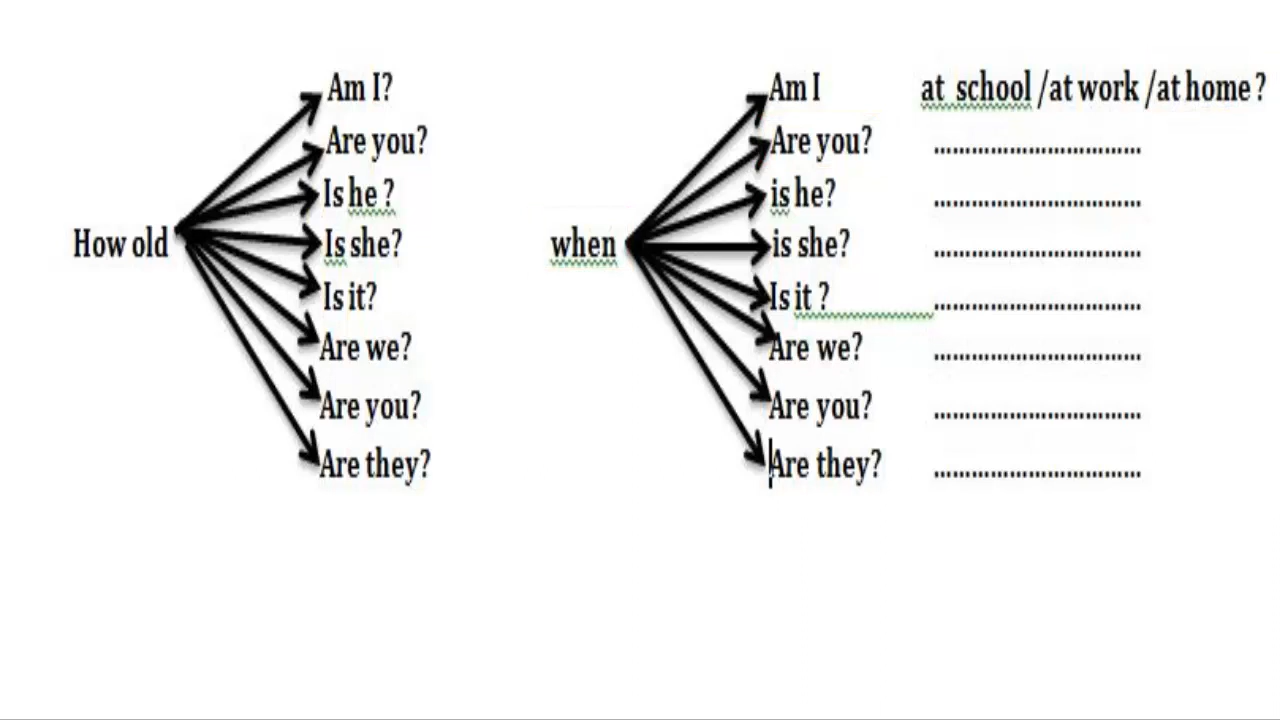 Am I?
Are you?
Is he ?
How old
Is she?
Is it?
Are we?
Are you?
Are they?
Am I at school /at work /at home ?
Are you? .................................
is he? .................................
when
is she? .................................
Is it ? .................................
Are we? .................................
Are you? .................................
Are they? .................................